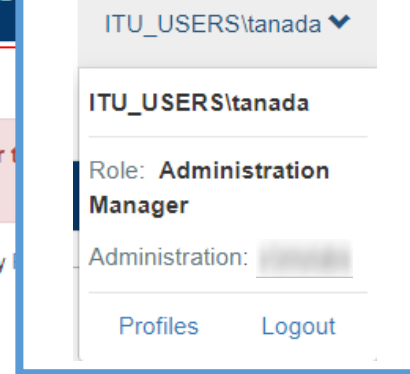 ITU_USERS\tanada
ITU_USERS\tanada
Role: Administration
Manager
Administration:
Profiles Logout